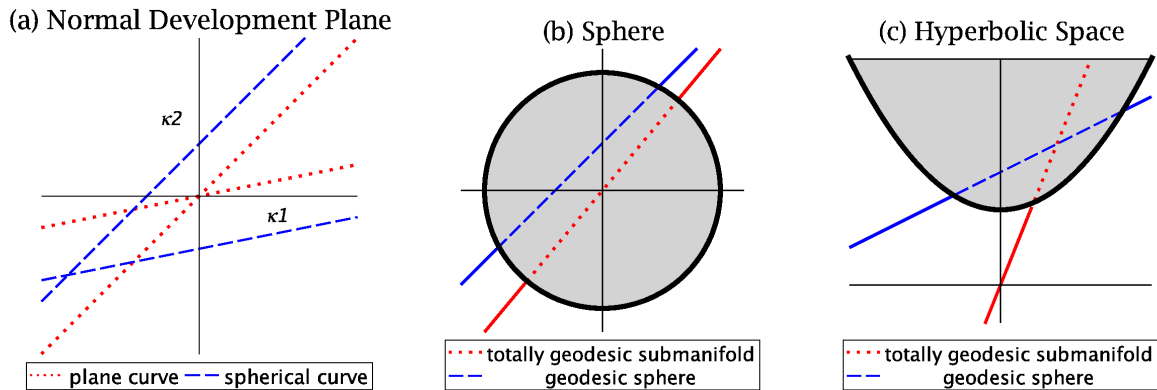 (a) Normal Development Plane
κ2
κ1
plane curve
spherical curve
(b) Sphere
totally geodesic submanifold
geodesic sphere
(c) Hyperbolic Space
totally geodesic submanifold
geodesic sphere